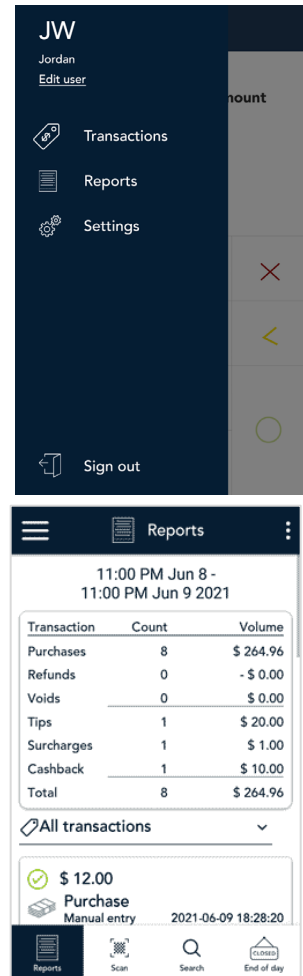 JW
Jordan
Edit user
nount
Transactions
Reports
Settings
Sign out
Reports
11:00 PM Jun 8 -
11:00 PM Jun 9 2021
Transaction Count Volume
Purchases 8 $ 264.96
Refunds 0 - $ 0.00
Voids 0 $ 0.00
Tips 1 $ 20.00
Surcharges 1 $ 1.00
Cashback 1 $ 10.00
Total 8 $ 264.96
All transactions
$ 12.00
Purchase
Manual entry 2021-06-09 18:28:20
Reports Scan Search CLOSED End of day